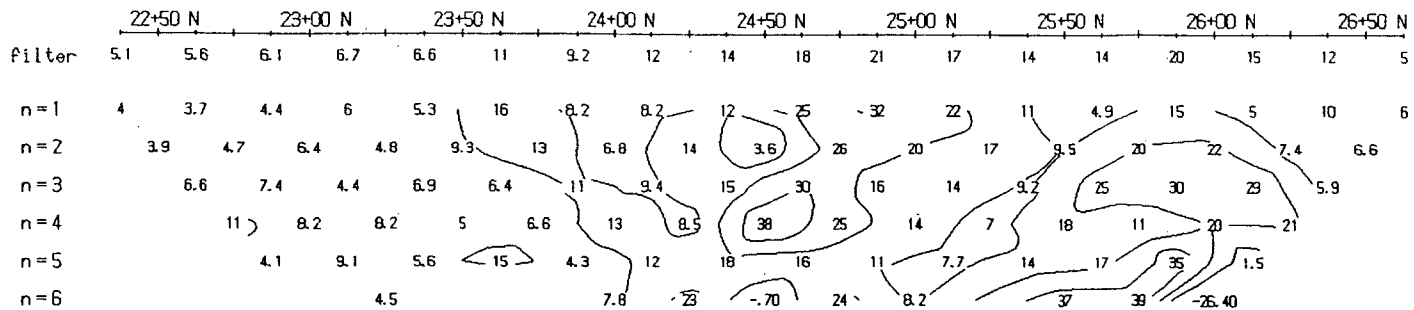 22+50 N 23+00 N 23+50 N 24+00 N 24+50 N 25+00 N 25+50 N 26+00 N 26+50 N
filter 5.1 5.6 6.1 6.7 6.6 11 9.2 12 14 18 21 17 14 14 20 15 12 5
n=1 4 3.7 4.4 6 5.3 16 8.2 8.2 12 25 32 22 11 4.9 15 5 10 6
n=2 3.9 4.7 6.4 4.8 9.3 13 6.8 14 3.6 26 20 17 9.5 20 22 7.4 6.6
n=3 6.6 7.4 4.4 6.9 6.4 11 9.4 15 30 16 14 9.2 25 30 29 5.9
n=4 11 8.2 8.2 5 6.6 13 8.5 38 25 14 7 18 11 20 21
n=5 4.1 9.1 5.6 15 4.3 12 18 16 11 7.7 14 17 35 1.5
n=6 4.5 7.8 23 -.70 24 8.2 37 39 -26.40